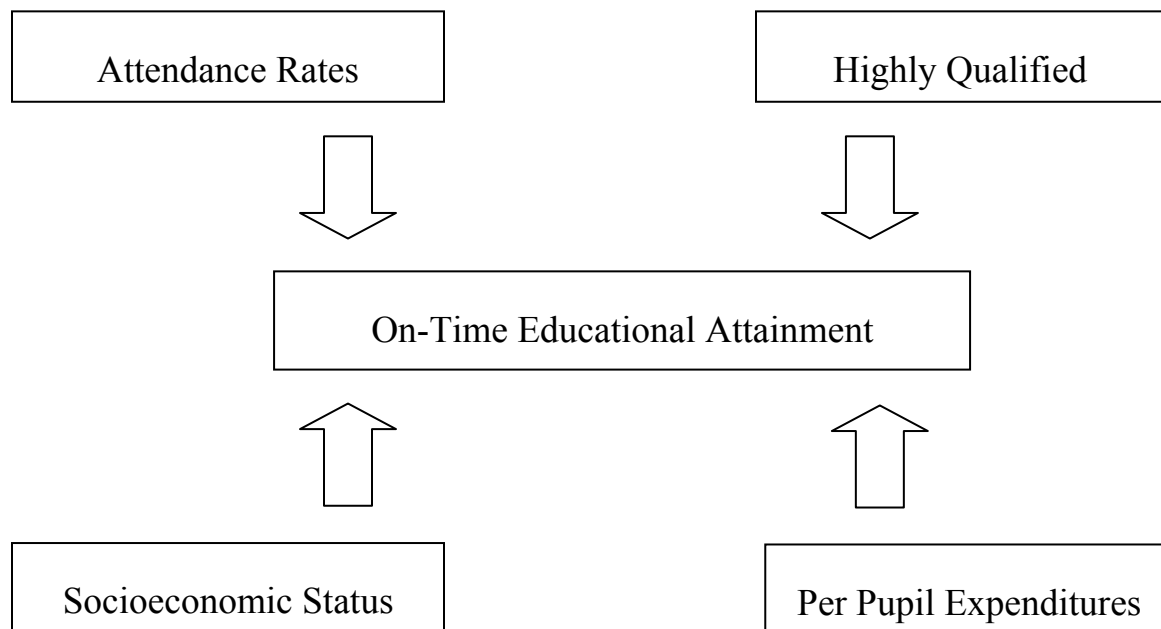 Attendance Rates
Highly Qualified
On-Time Educational Attainment
Socioeconomic Status
Per Pupil Expenditures